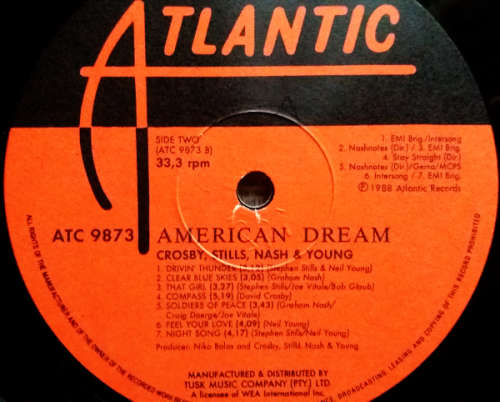 ATLANTIC
SIDE TWO
(ATC 9873 B)
33,3 rpm
1. EMI Brig./Intersong
2. Nashnotes (Dir.) / 3. EMI Brig.
4. Stay Straight (Dir.)
5. Nashnotes (Dir.)/Gema/MCPS
6. Intersong / 7. EMI Brig.
℗ 1988 Atlantic Records
ATC 9873
AMERICAN DREAM
CROSBY, STILLS, NASH & YOUNG
1. DRIVIN' THUNDER (Stephen Stills & Neil Young)
2. CLEAR BLUE SKIES (3,05) (Graham Nash)
3. THAT GIRL (3,27) (Stephen Stills/Joe Vitale/Bob Glaub)
4. COMPASS (5,19) (David Crosby)
5. SOLDIERS OF PEACE (3,43) (Graham Nash/
Craig Doerge/Joe Vitale)
6. FEEL YOUR LOVE (4,09) (Neil Young)
7. NIGHT SONG (4,17) (Stephen Stills/Neil Young)
Producer: Niko Bolas and Crosby, Stills, Nash & Young.
MANUFACTURED & DISTRIBUTED BY
TUSK MUSIC COMPANY (PTY.) LTD.
A licensee of WEA International Inc.
ALL RIGHTS OF THE MANUFACTURER AND OF THE OWNER OF THE RECORDED WORK
BROADCASTING, LEASING AND COPYING OF THIS RECORD PROHIBITED